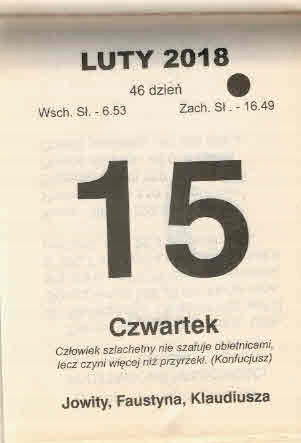 LUTY 2018
46 dzień
Wsch. Sł. - 6.53 Zach. Sł . - 16.49
15
Czwartek
Człowiek szlachetny nie szafuje obietnicami,
lecz czyni więcej niż przyrzekł. (Konfucjusz)
Jowity, Faustyna, Klaudiusza